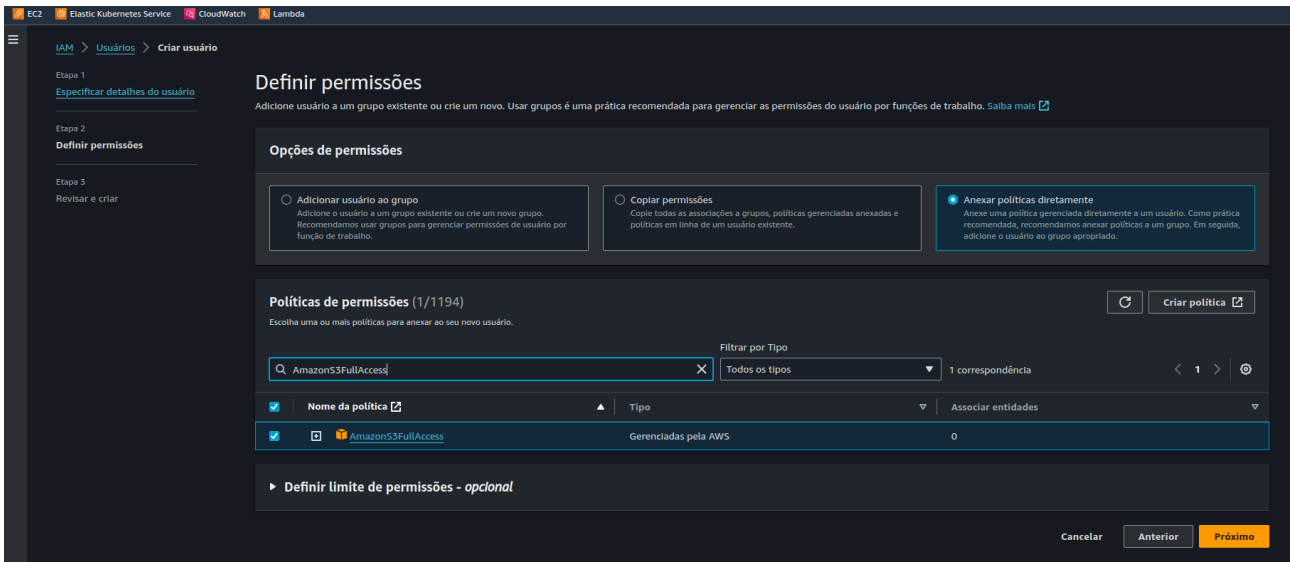 EC2 Elastic Kubernetes Service CloudWatch Lambda
IAM > Usuários > Criar usuário
Etapa 1
Especificar detalhes do usuário
Etapa 2
Definir permissões
Etapa 3
Revisar e criar
Definir permissões
Adicione usuário a um grupo existente ou crie um novo. Usar grupos é uma prática recomendada para gerenciar as permissões do usuário por funções de trabalho. Saiba mais
Opções de permissões
Adicionar usuário ao grupo
Adicione o usuário a um grupo existente ou crie um novo grupo.
Recomendamos usar grupos para gerenciar permissões de usuário por
função de trabalho.
Copiar permissões
Copie todas as associações a grupos, políticas gerenciadas anexadas e
políticas em linha de um usuário existente.
Anexar políticas diretamente
Anexe uma política gerenciada diretamente a um usuário. Como prática
recomendada, recomendamos anexar políticas a um grupo. Em seguida,
adicione o usuário ao grupo apropriado.
Políticas de permissões (1/1194)
Criar política
Escolha uma ou mais políticas para anexar ao seu novo usuário.
Filtrar por Tipo
AmazonS3FullAccess
Todos os tipos
1 correspondência
< 1 >
Nome da política Tipo Associar entidades
AmazonS3FullAccess Gerenciadas pela AWS 0
Definir limite de permissões - opcional
Cancelar Anterior Próximo